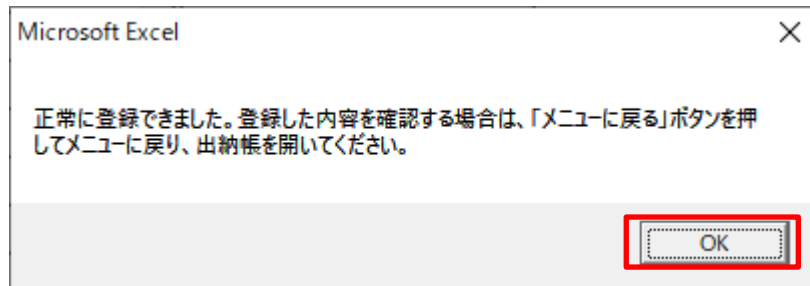 Microsoft Excel
正常に登録できました。登録した内容を確認する場合は、「メニューに戻る」ボタンを押
してメニューに戻り、出納帳を開いてください。
OK